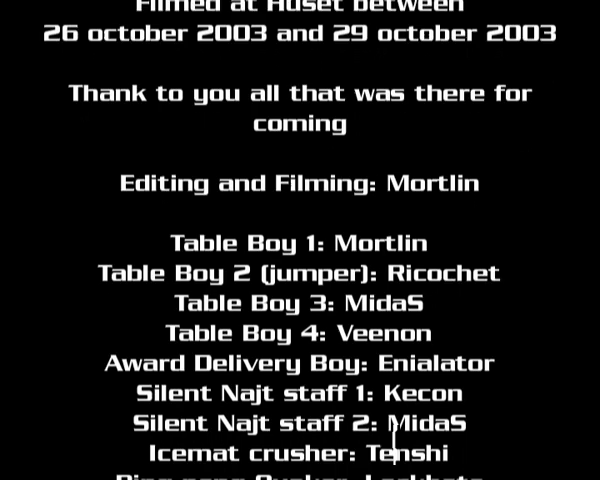 Filmed at Huset between
26 october 2003 and 29 october 2003
Thank to you all that was there for
coming
Editing and Filming: Mortlin
Table Boy 1: Mortlin
Table Boy 2 (jumper): Ricochet
Table Boy 3: MidaS
Table Boy 4: Veenon
Award Delivery Boy: Enialator
Silent Najt staff 1: Kecon
Silent Najt staff 2: MidaS
Icemat crusher: Tenshi